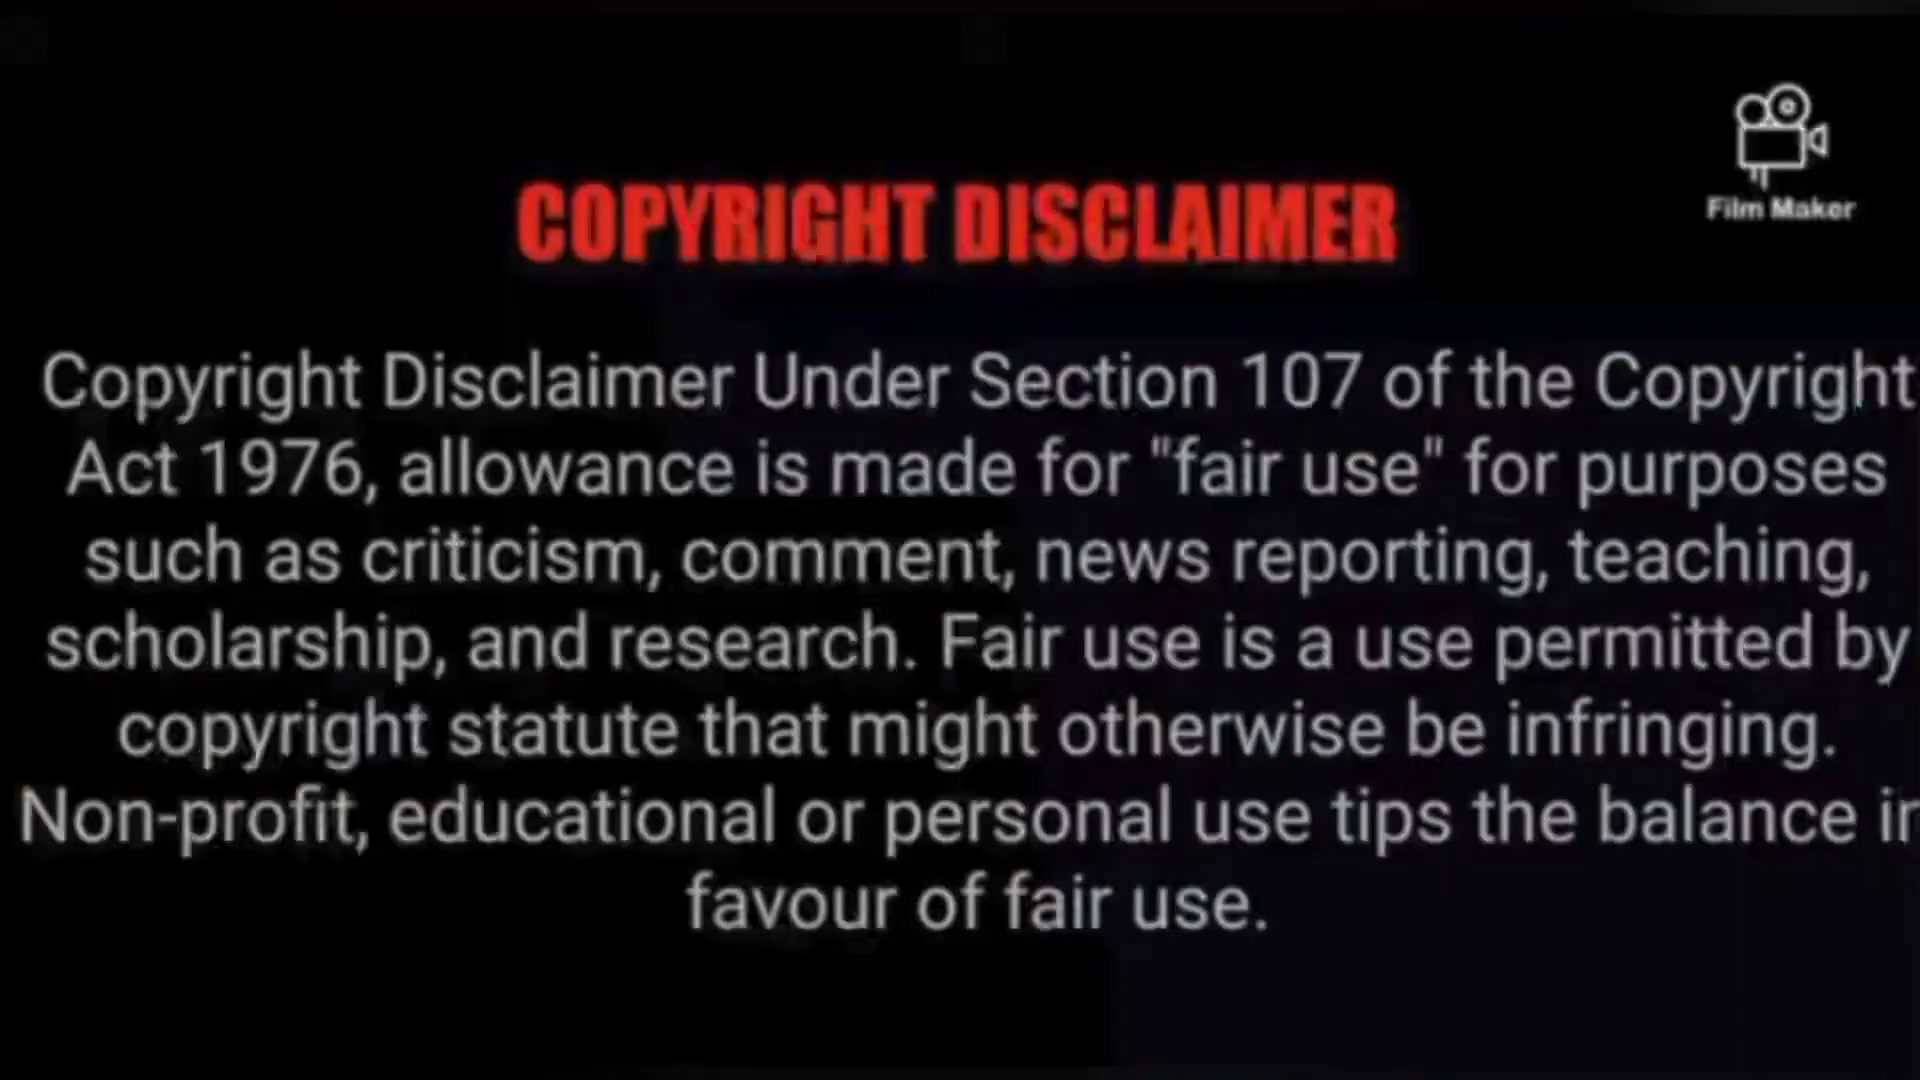 Film Maker
COPYRIGHT DISCLAIMER
Copyright Disclaimer Under Section 107 of the Copyright
Act 1976, allowance is made for "fair use" for purposes
such as criticism, comment, news reporting, teaching,
scholarship, and research. Fair use is a use permitted by
copyright statute that might otherwise be infringing.
Non-profit, educational or personal use tips the balance in
favour of fair use.